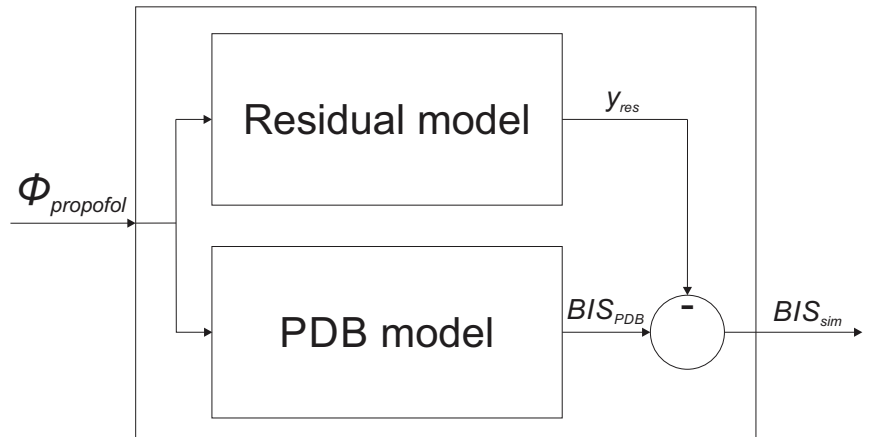 Residual model
y_res
Φ_propofol
PDB model
BIS_PDB
-
BIS_sim